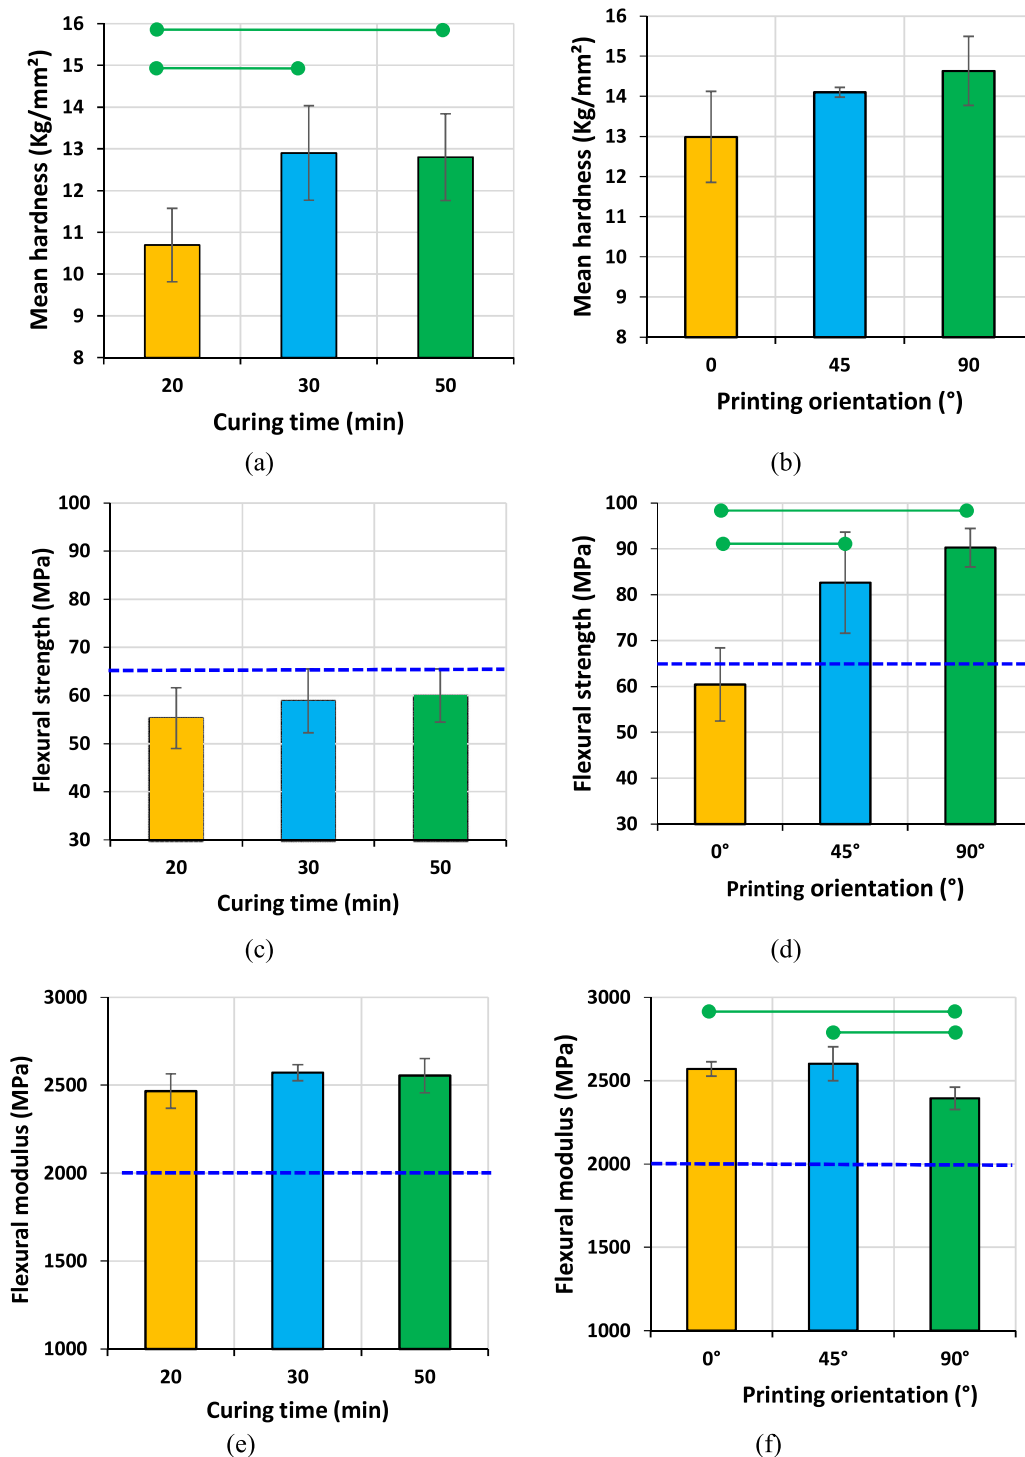 Mean hardness (Kg/mm²)
16
15
14
13
12
11
10
9
8
20 30 50
Curing time (min)
(a)
Mean hardness (Kg/mm²)
16
15
14
13
12
11
10
9
8
0 45 90
Printing orientation (°)
(b)
Flexural strength (MPa)
100
90
80
70
60
50
40
30
20 30 50
Curing time (min)
(c)
Flexural strength (MPa)
100
90
80
70
60
50
40
30
0° 45° 90°
Printing orientation (°)
(d)
Flexural modulus (MPa)
3000
2500
2000
1500
1000
20 30 50
Curing time (min)
(e)
Flexural modulus (MPa)
3000
2500
2000
1500
1000
0° 45° 90°
Printing orientation (°)
(f)